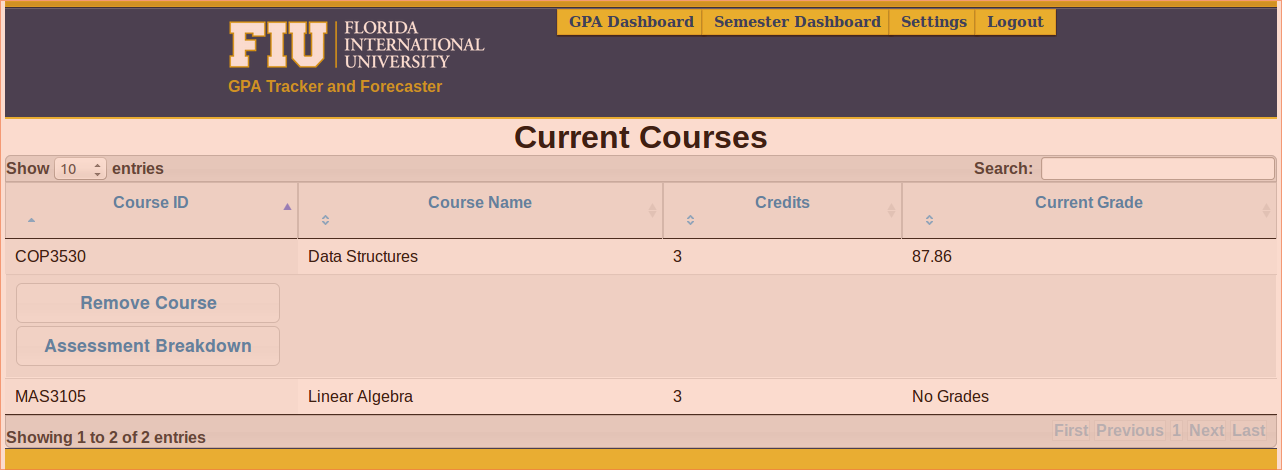 GPA Dashboard Semester Dashboard Settings Logout
FIU FLORIDA INTERNATIONAL UNIVERSITY
GPA Tracker and Forecaster
Current Courses
Show 10 entries Search:
Course ID Course Name Credits Current Grade
COP3530 Data Structures 3 87.86
Remove Course
Assessment Breakdown
MAS3105 Linear Algebra 3 No Grades
Showing 1 to 2 of 2 entries First Previous 1 Next Last